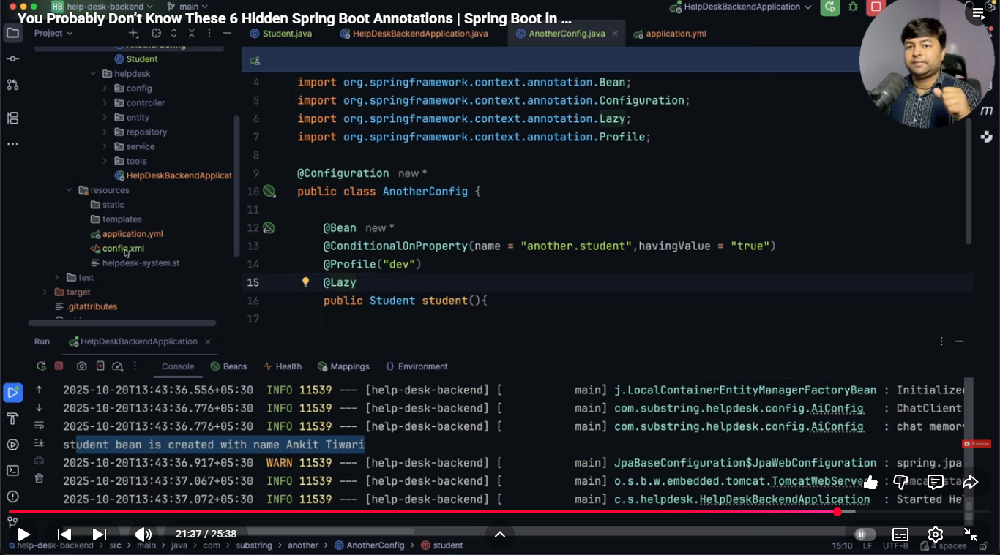 HB help-desk-backend main HelpDeskBackendApplication
You Probably Don't Know These 6 Hidden Spring Boot Annotations | Spring Boot in ...
Project
Student.java HelpDeskBackendApplication.java AnotherConfig.java application.yml
AnotherConfig
Student
helpdesk
config
controller
entity
repository
service
tools
HelpDeskBackendApplicat
resources
static
templates
application.yml
config.xml
helpdesk-system.st
test
target
.gitattributes
4 import org.springframework.context.annotation.Bean;
5 import org.springframework.context.annotation.Configuration;
6 import org.springframework.context.annotation.Lazy;
7 import org.springframework.context.annotation.Profile;
8
9 @Configuration new *
10 public class AnotherConfig {
11
12 @Bean new *
13 @ConditionalOnProperty(name = "another.student",havingValue = "true")
14 @Profile("dev")
15 @Lazy
16 public Student student(){
17
m
Run HelpDeskBackendApplication
Console Beans Health Mappings Environment
2025-10-20T13:43:36.556+05:30 INFO 11539 --- [help-desk-backend] [ main] j.LocalContainerEntityManagerFactoryBean : Initialize
2025-10-20T13:43:36.776+05:30 INFO 11539 --- [help-desk-backend] [ main] com.substring.helpdesk.config.AiConfig : ChatClient
2025-10-20T13:43:36.776+05:30 INFO 11539 --- [help-desk-backend] [ main] com.substring.helpdesk.config.AiConfig : chat memor
student bean is created with name Ankit Tiwari
Subscribe
2025-10-20T13:43:36.917+05:30 WARN 11539 --- [help-desk-backend] [ main] JpaBaseConfiguration$JpaWebConfiguration : spring.jpa
2025-10-20T13:43:37.067+05:30 INFO 11539 --- [help-desk-backend] [ main] o.s.b.w.embedded.tomcat.TomcatWebServe
2025-10-20T13:43:37.072+05:30 INFO 11539 --- [help-desk-backend] [ main] c.s.helpdesk.HelpDeskBackendApplication : Started He
21:37 / 25:38
help-desk-backend > src > main > java > com > substring > another > AnotherConfig > student 15:10 LF UTF-8 4 spaces